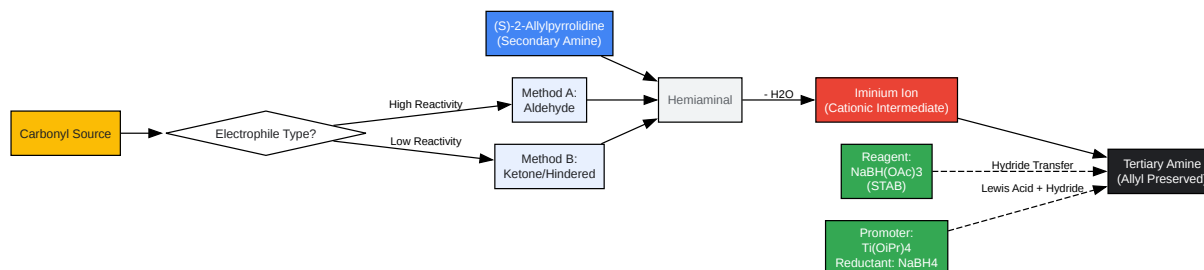 Carbonyl Source
Electrophile Type?
High Reactivity
Low Reactivity
(S)-2-Allylpyrrolidine
(Secondary Amine)
Method A:
Aldehyde
Method B:
Ketone/Hindered
Hemiaminal
- H2O
Iminium Ion
(Cationic Intermediate)
Reagent:
NaBH(OAc)3
(STAB)
Hydride Transfer
Lewis Acid + Hydride
Promoter:
Ti(OiPr)4
Reductant: NaBH4
Tertiary Amine
(Allyl Preserved)